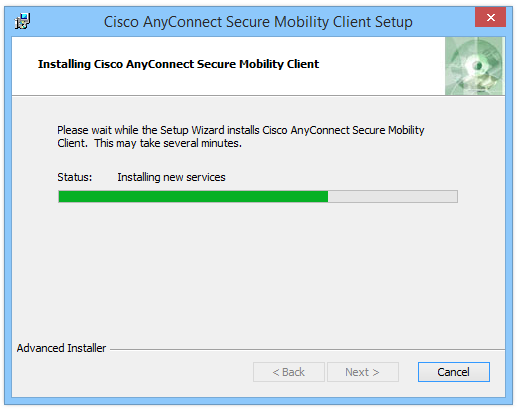 Cisco AnyConnect Secure Mobility Client Setup
Installing Cisco AnyConnect Secure Mobility Client
Please wait while the Setup Wizard installs Cisco AnyConnect Secure Mobility
Client. This may take several minutes.
Status: Installing new services
Advanced Installer
< Back Next > Cancel